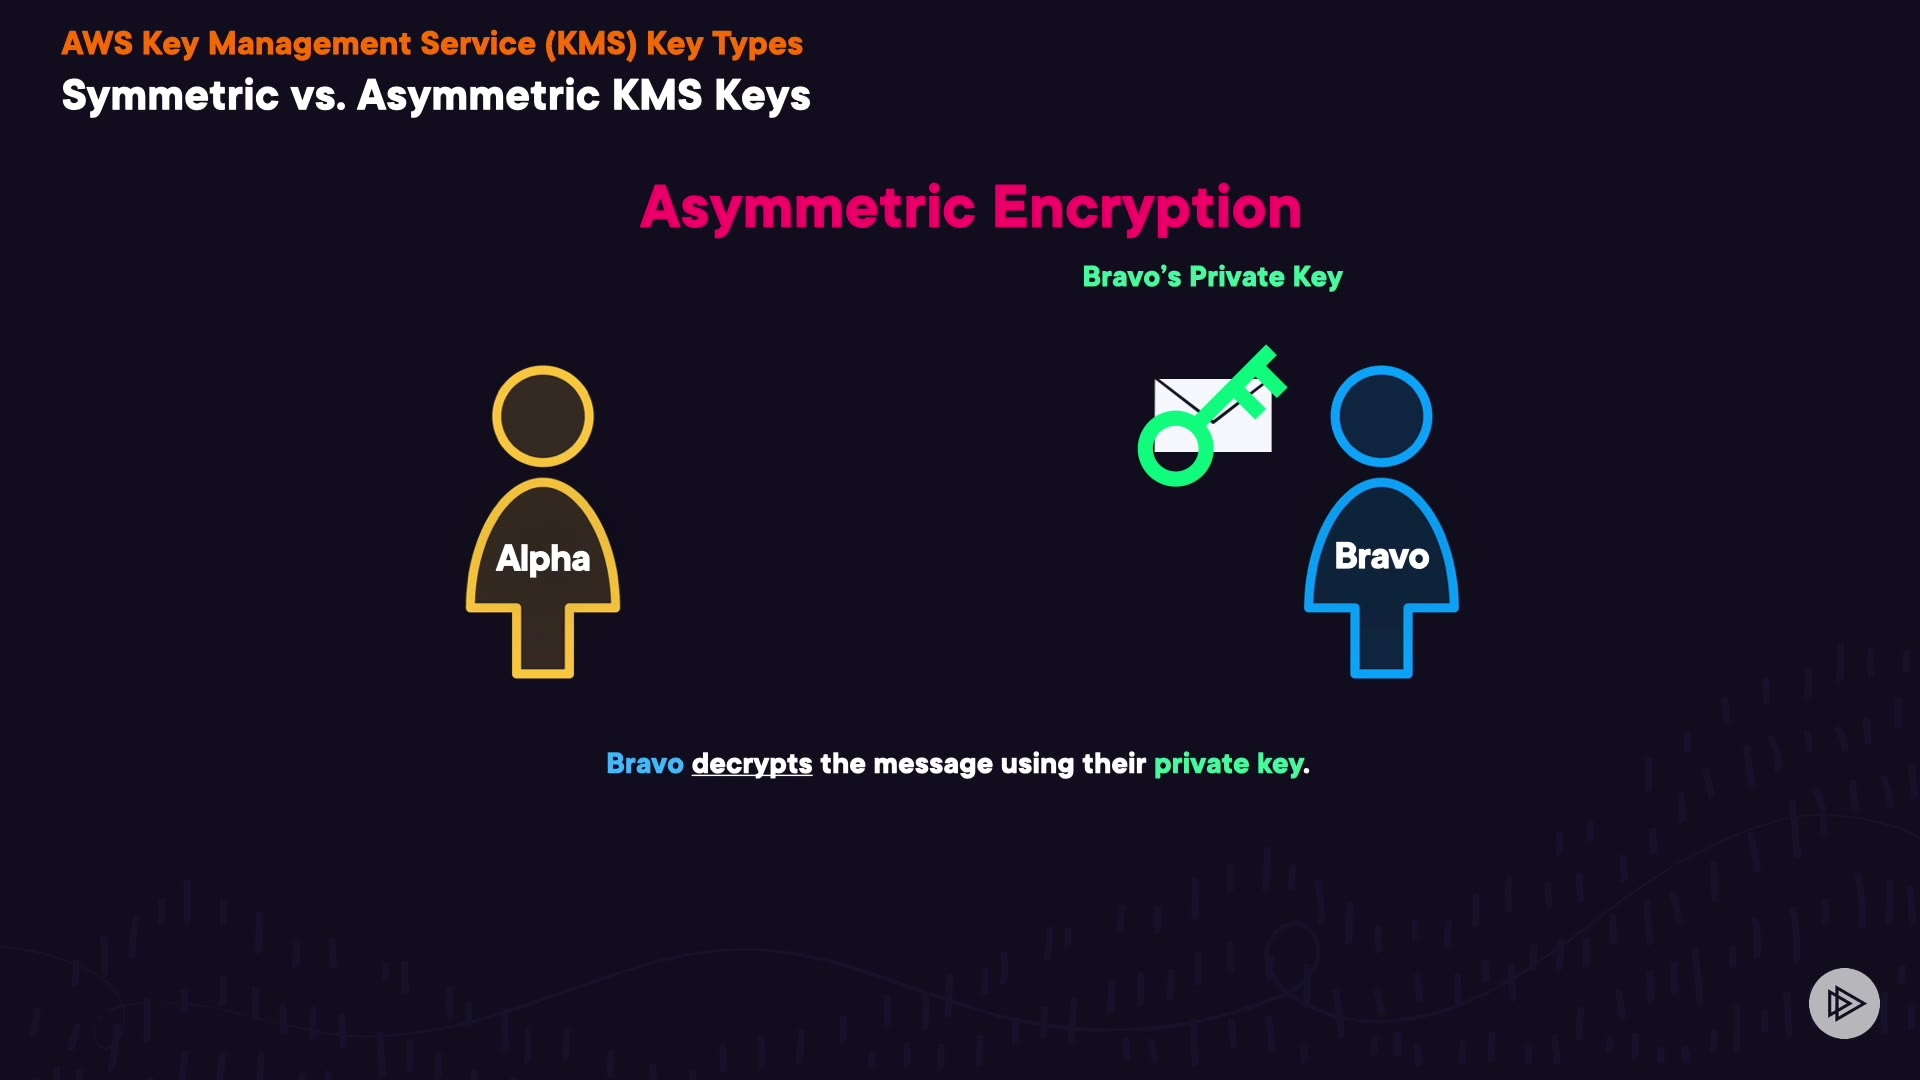 AWS Key Management Service (KMS) Key Types
Symmetric vs. Asymmetric KMS Keys
Asymmetric Encryption
Bravo’s Private Key
Alpha
Bravo
Bravo decrypts the message using their private key.